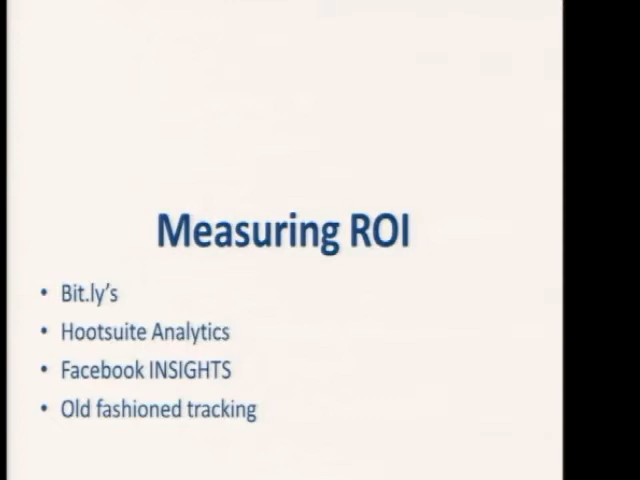 Measuring ROI
• Bit.ly's
• Hootsuite Analytics
• Facebook INSIGHTS
• Old fashioned tracking